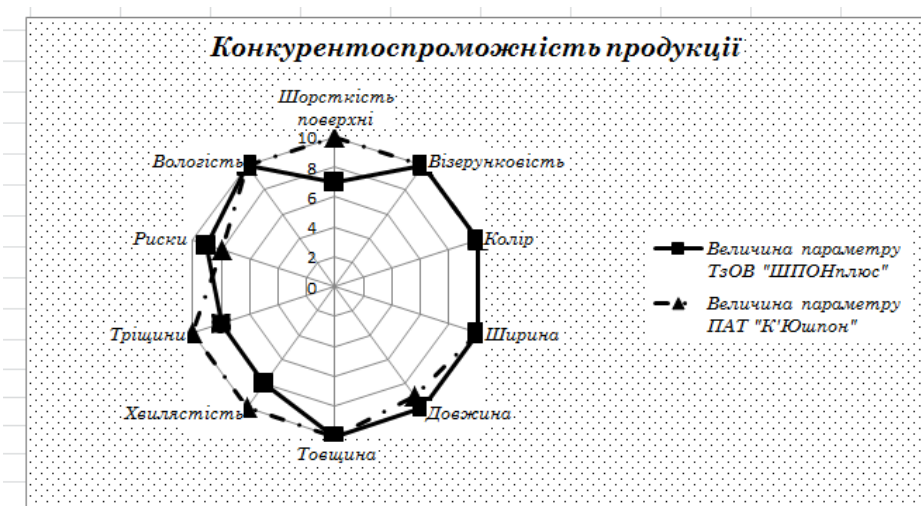 Конкурентоспроможність продукції
Шорсткість
поверхні
Візерунковість
Колір
Ширина
Довжина
Товщина
Хвилястість
Тріщини
Риски
Вологість
10
8
6
4
2
0
Величина параметру
ТзОВ "ШПОНплюс"
Величина параметру
ПАТ "К'Юшпон"